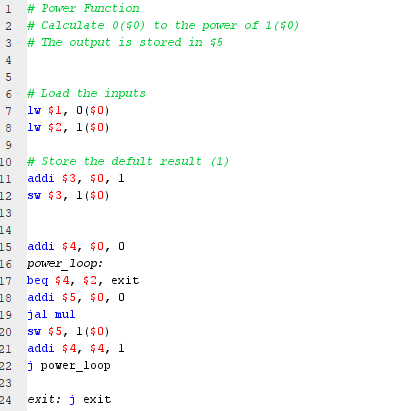 1 # Power Function
2 # Calculate 0($0) to the power of 1($0)
3 # The output is stored in $5
4
5
6 # Load the inputs
7 lw $1, 0($0)
8 lw $2, 1($0)
9
10 # Store the defult result (1)
11 addi $3, $0, 1
12 sw $3, 1($0)
13
14
15 addi $4, $0, 0
16 power_loop:
17 beq $4, $2, exit
18 addi $5, $0, 0
19 jal mul
20 sw $5, 1($0)
21 addi $4, $4, 1
22 j power_loop
23
24 exit: j exit